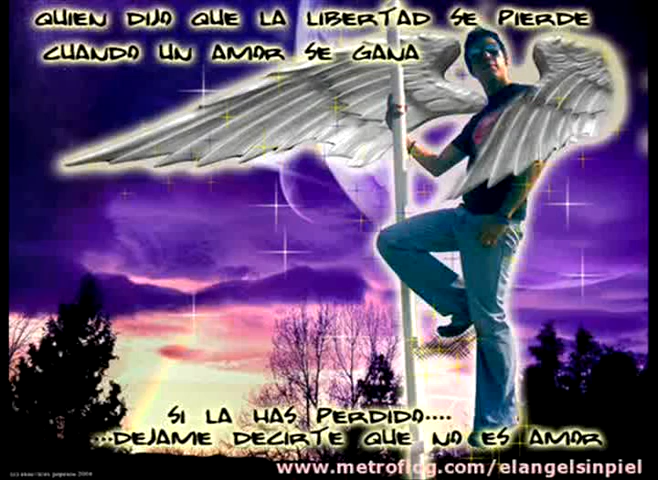 QUIEN DIJO QUE LA LIBERTAD SE PIERDE
CUANDO UN AMOR SE GANA
SI LA HAS PERDIDO....
...DEJAME DECIRTE QUE NO ES AMOR
www.metroflog.com/elangelsinpiel